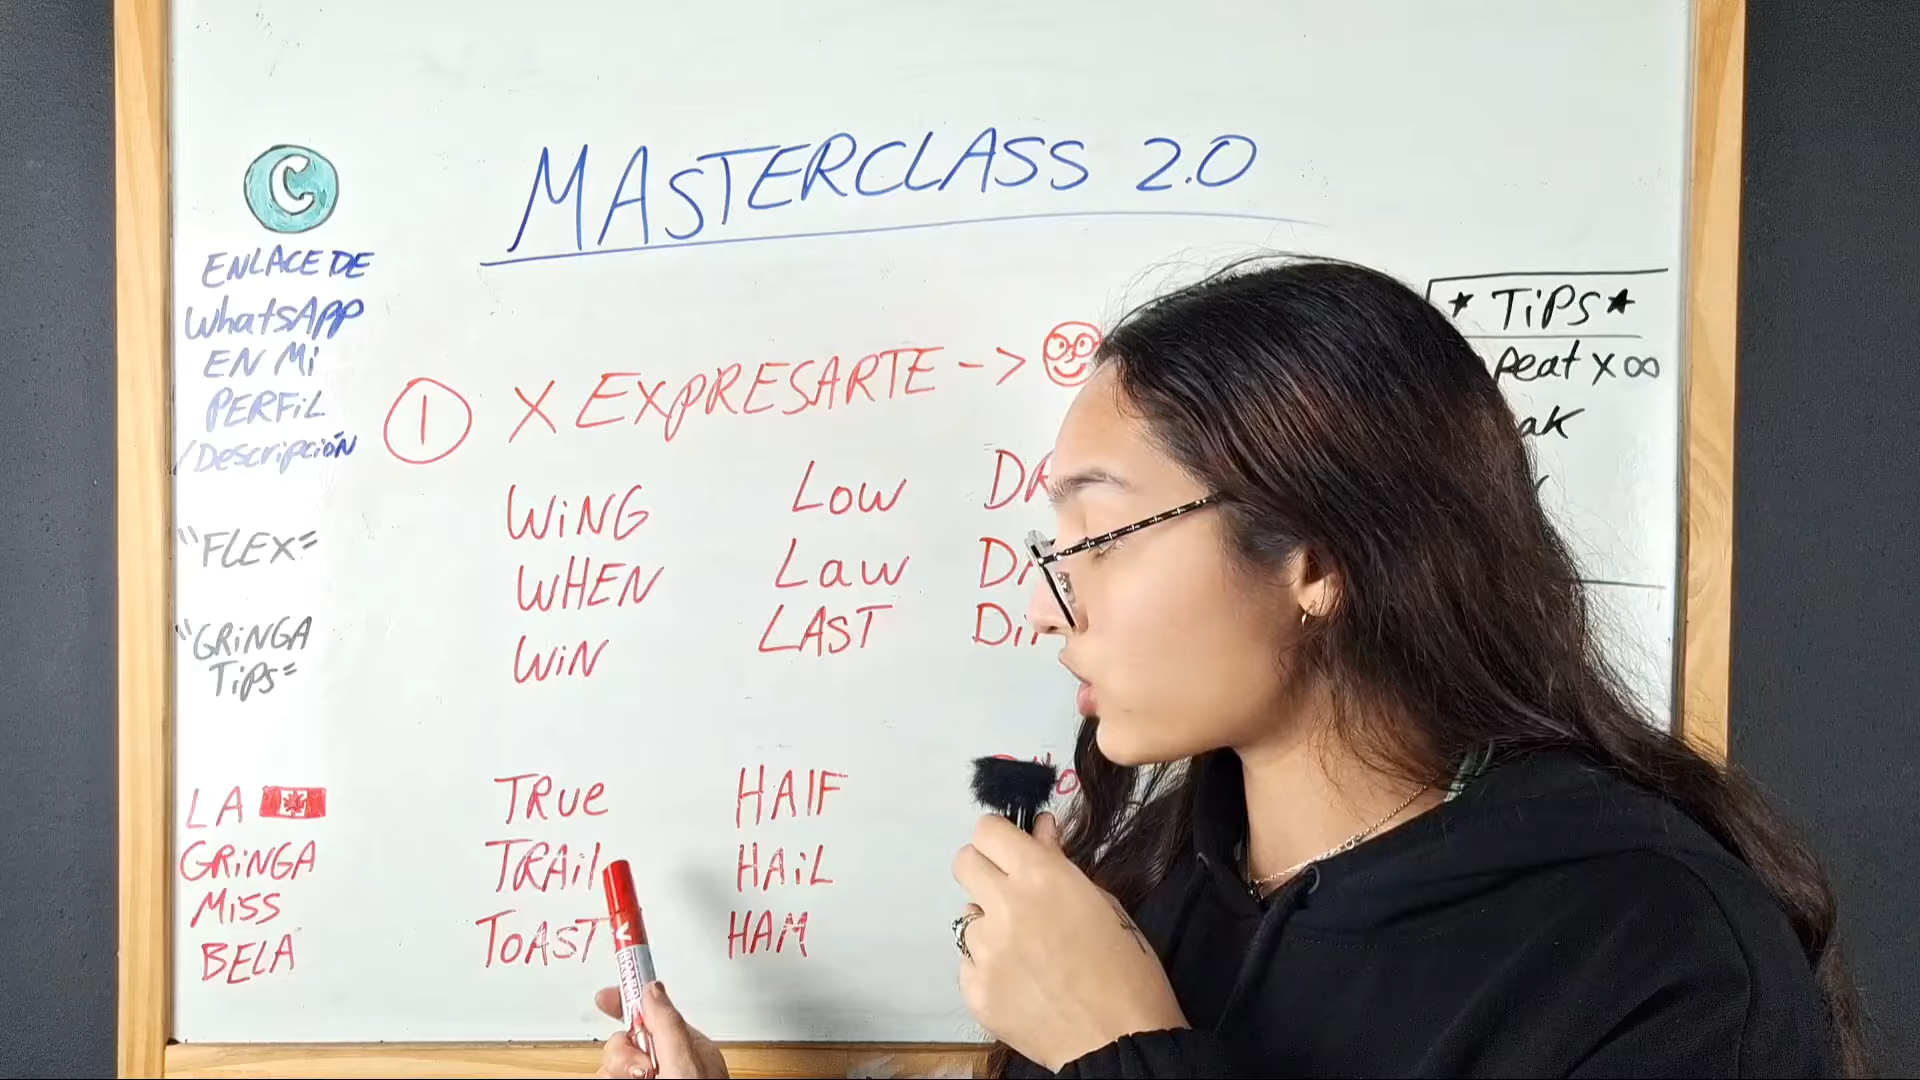 MASTERCLASS 2.0
C
ENLACE DE
WhatsApp
EN Mi
PERFiL
/Descripción
"FLEX"
"GRiNGA
TiPS"
LA
GRiNGA
MiSS
BELA
1 X EXPRESARTE ->
WiNG
WHEN
WiN
LOW
Law
LAST
TRUe
TRAiL
TOAST
HAlF
HAiL
HAM
* TiPS *
x ∞